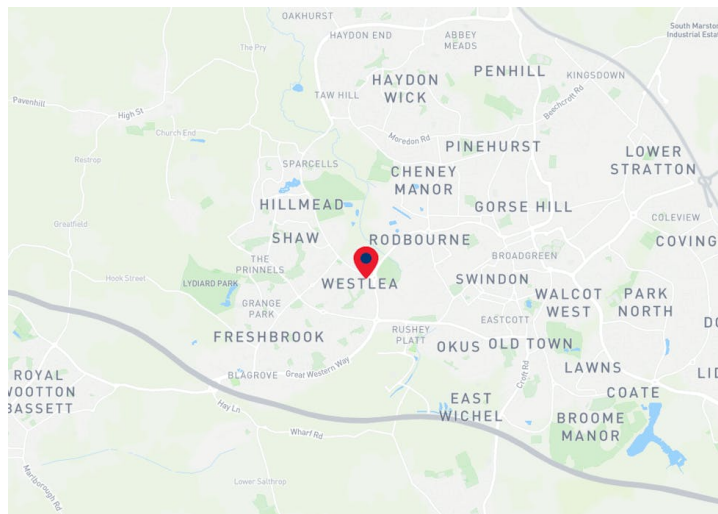 OAKHURST
HAYDON END
ABBEY
MEADS
South Marston
Industrial Estat
The Pry
PENHILL
KINGSDOWN
HAYDON
WICK
TAW HILL
Beechcroft Rd
Pavenhill
High St
Church End
Moredon Rd
PINEHURST
LOWER
STRATTON
Restrop
SPARCELLS
CHENEY
MANOR
HILLMEAD
GORSE HILL
COLEVIEW
Greatfield
SHAW
RODBOURNE
COVING
BROADGREEN
THE
PRINNELS
Hook Street
LYDIARD PARK
WESTLEA
SWINDON
WALCOT
WEST
PARK
NORTH
GRANGE
PARK
EASTCOTT
DO
FRESHBROOK
RUSHEY
PLATT
OKUS
OLD TOWN
Great Western Way
LAWNS
LID
BLAGROVE
Croft Rd
ROYAL
WOOTTON
BASSETT
COATE
Hay Ln
EAST
WICHEL
BROOME
MANOR
Wharf Rd
Marlborough Rd
Lower Salthrop